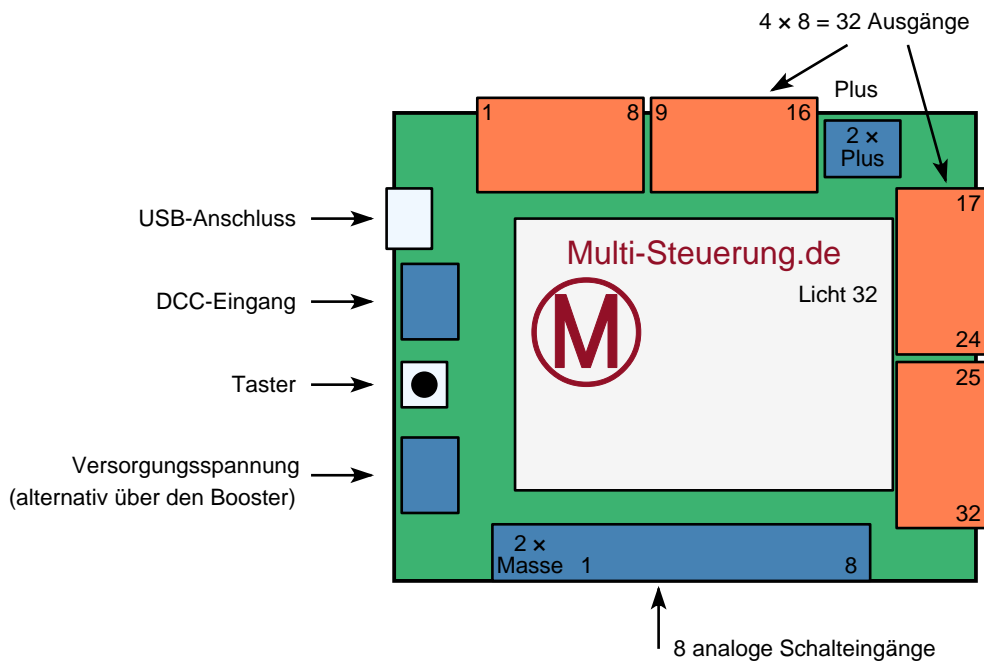 4 × 8 = 32 Ausgänge
Plus
1 8 9 16
2 ×
Plus
17
USB-Anschluss
Multi-Steuerung.de
DCC-Eingang
Licht 32
M
24
Taster
25
Versorgungsspannung
(alternativ über den Booster)
32
2 ×
Masse 1 8
8 analoge Schalteingänge